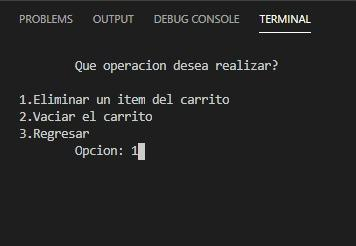 PROBLEMS OUTPUT DEBUG CONSOLE TERMINAL
Que operacion desea realizar?
1.Eliminar un item del carrito
2.Vaciar el carrito
3.Regresar
Opcion: 1